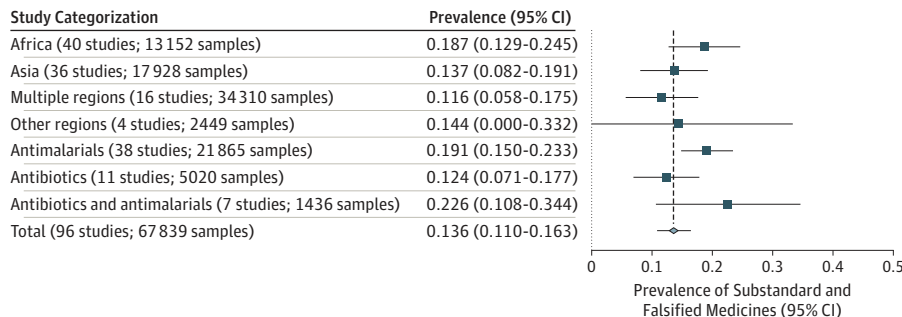 Study Categorization Prevalence (95% CI)
Africa (40 studies; 13 152 samples) 0.187 (0.129-0.245)
Asia (36 studies; 17 928 samples) 0.137 (0.082-0.191)
Multiple regions (16 studies; 34 310 samples) 0.116 (0.058-0.175)
Other regions (4 studies; 2449 samples) 0.144 (0.000-0.332)
Antimalarials (38 studies; 21 865 samples) 0.191 (0.150-0.233)
Antibiotics (11 studies; 5020 samples) 0.124 (0.071-0.177)
Antibiotics and antimalarials (7 studies; 1436 samples) 0.226 (0.108-0.344)
Total (96 studies; 67 839 samples) 0.136 (0.110-0.163)
0 0.1 0.2 0.3 0.4 0.5
Prevalence of Substandard and
Falsified Medicines (95% CI)